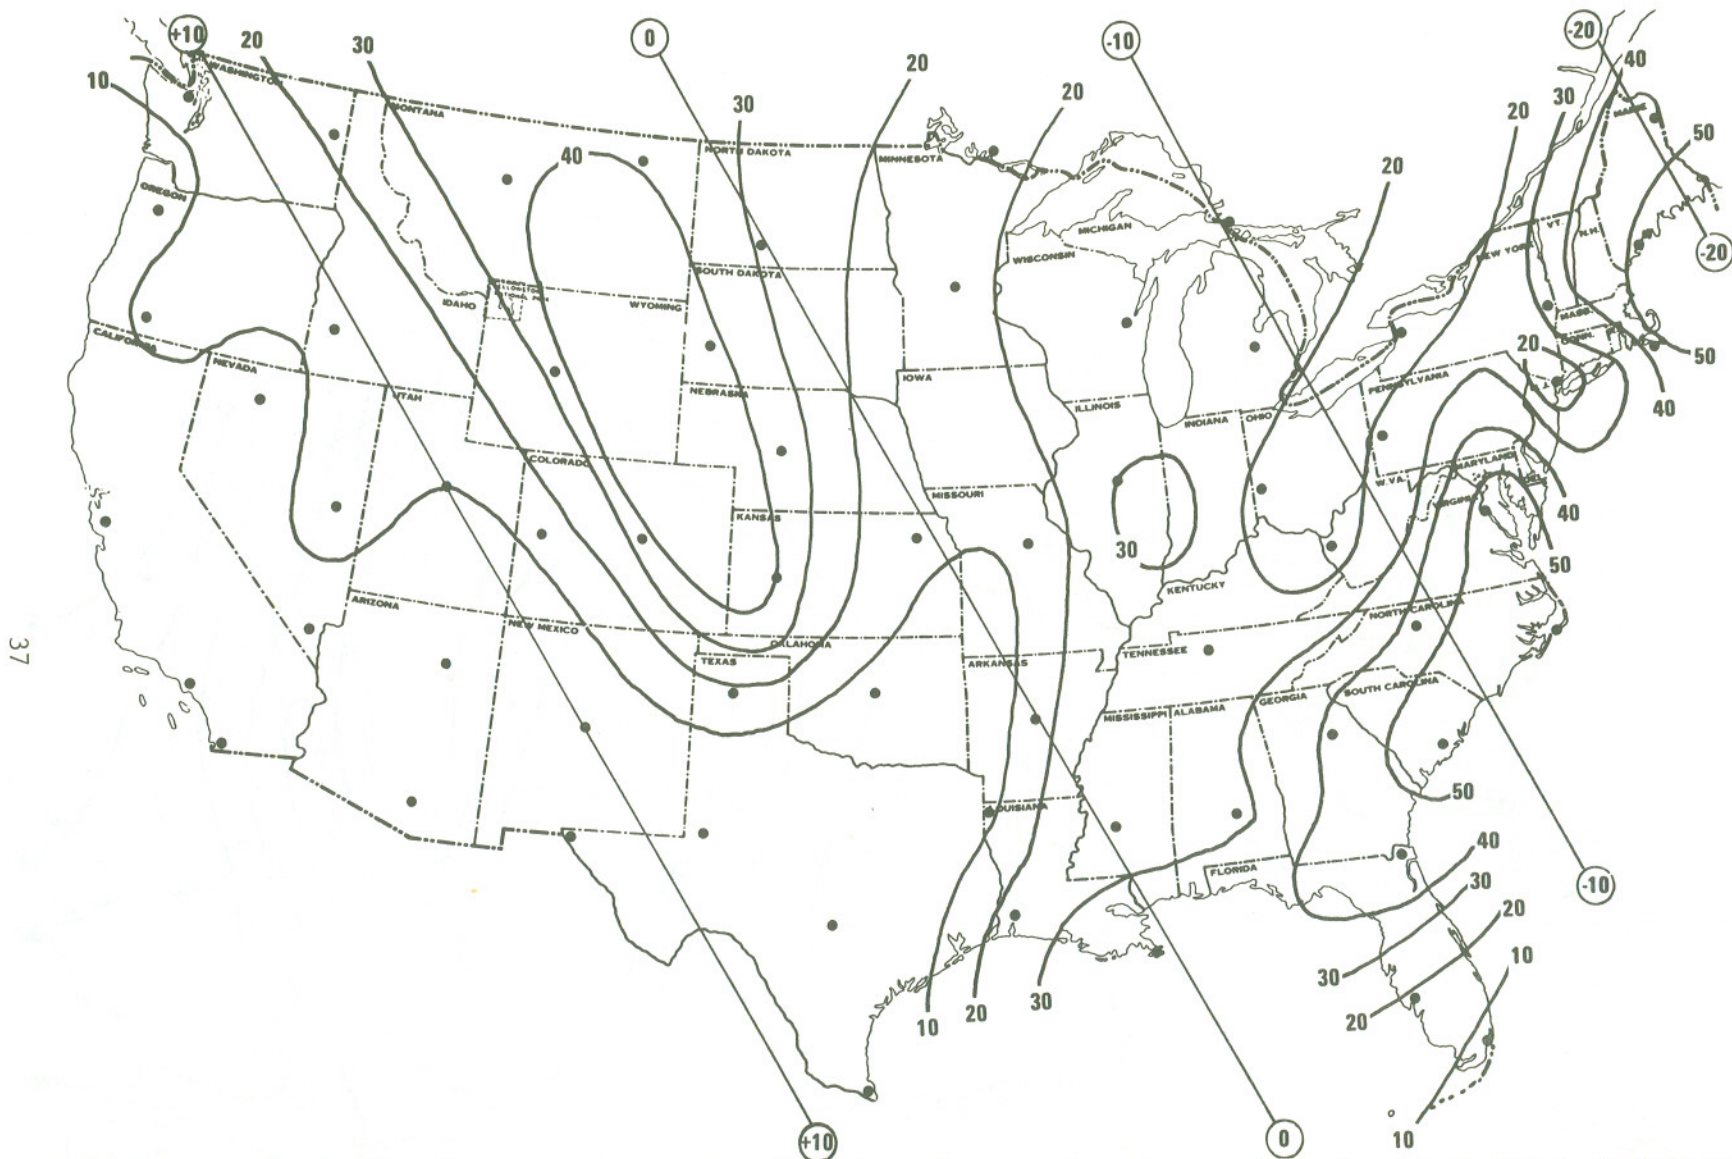 +10
20
30
0
-10
-20
40
20
30
20
20
30
20
10
50
20
40
WASHINGTON
MONTANA
NORTH DAKOTA
MINNESOTA
MAINE
OREGON
MICHIGAN
VT.
N.H.
NEW YORK
-20
WISCONSIN
SOUTH DAKOTA
IDAHO
WYOMING
MASS.
CONN.
50
20
CALIFORNIA
NEVADA
IOWA
PENNSYLVANIA
N.J.
UTAH
NEBRASKA
ILLINOIS
INDIANA
OHIO
40
COLORADO
MARYLAND
W.VA.
DEL.
MISSOURI
VIRGINIA
40
KANSAS
30
50
KENTUCKY
ARIZONA
NORTH CAROLINA
NEW MEXICO
OKLAHOMA
TENNESSEE
TEXAS
ARKANSAS
37
SOUTH CAROLINA
GEORGIA
MISSISSIPPI
ALABAMA
50
LOUISIANA
40
FLORIDA
30
-10
20
10
30
30
20
10
20
+10
0
10